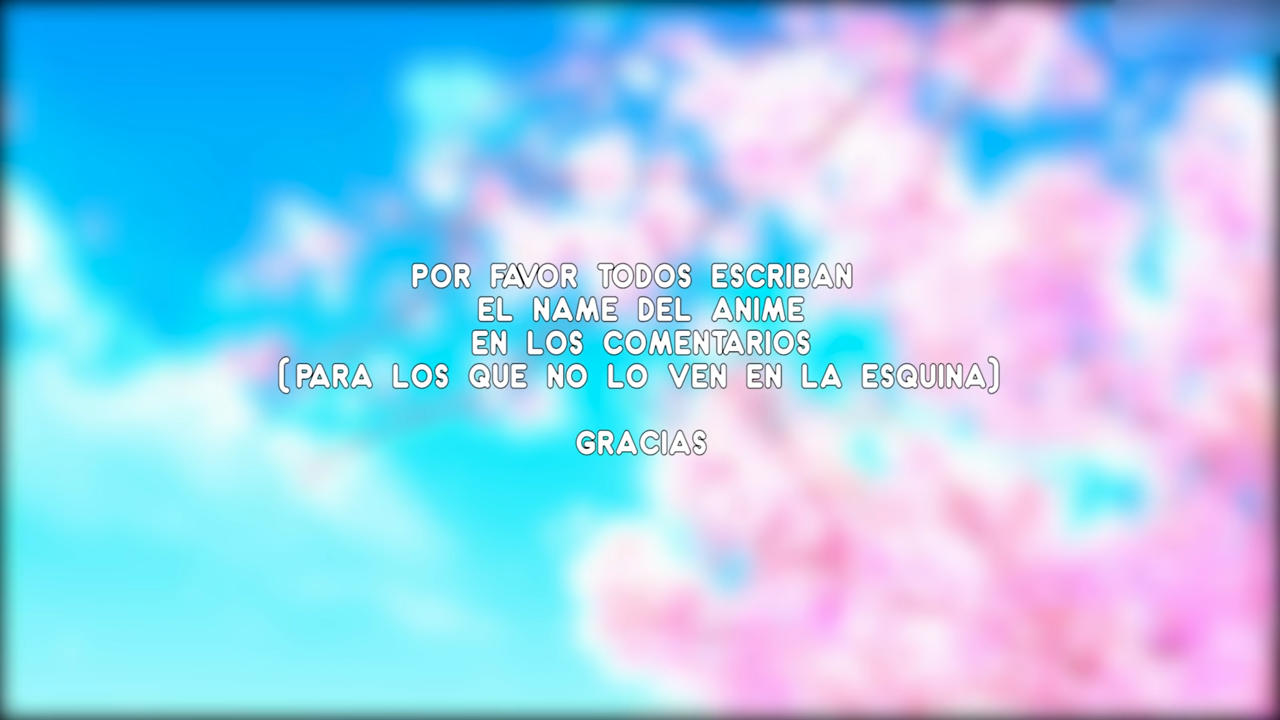 POR FAVOR TODOS ESCRIBAN
EL NAME DEL ANIME
EN LOS COMENTARIOS
(PARA LOS QUE NO LO VEN EN LA ESQUINA)
GRACIAS